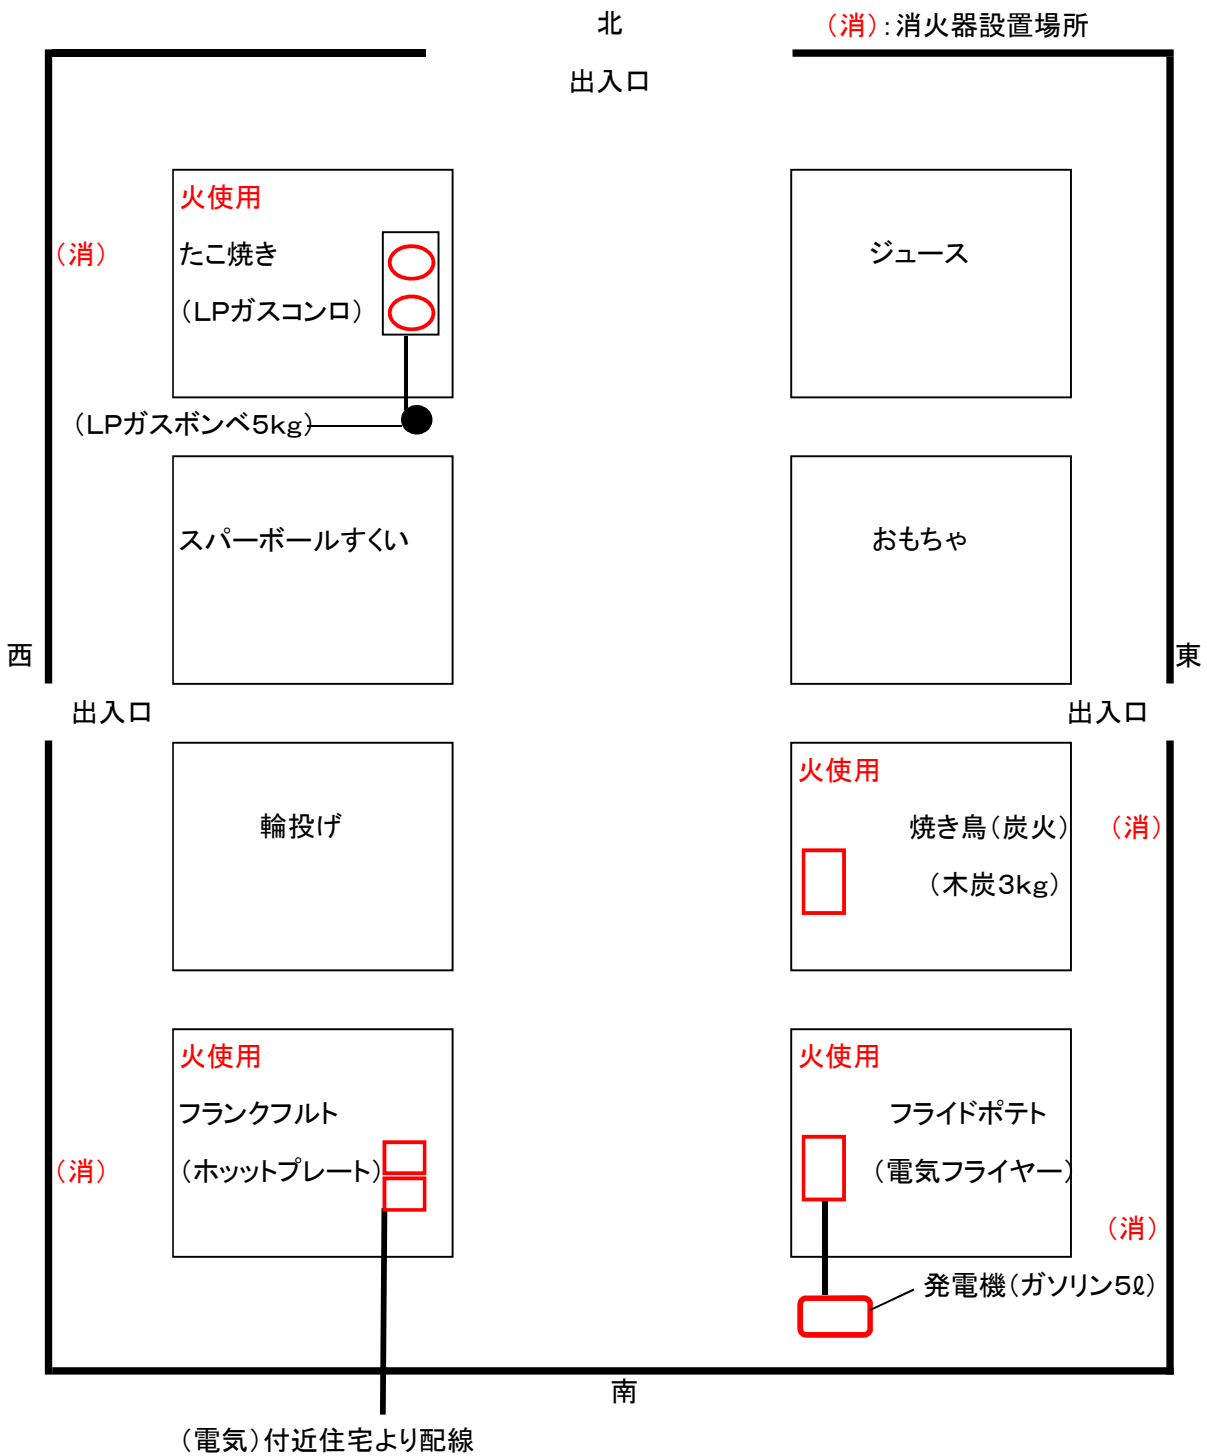 北
（消）：消火器設置場所
出入口
火使用
（消）
たこ焼き
（LPガスコンロ）
ジュース
（LPガスボンベ5kg）
スパーボールすくい
おもちゃ
西
東
出入口
出入口
輪投げ
火使用
焼き鳥（炭火）
（消）
（木炭3kg）
火使用
フランクフルト
（消）
（ホットプレート）
火使用
フライドポテト
（電気フライヤー）
（消）
発電機（ガソリン5ℓ）
南
（電気）付近住宅より配線